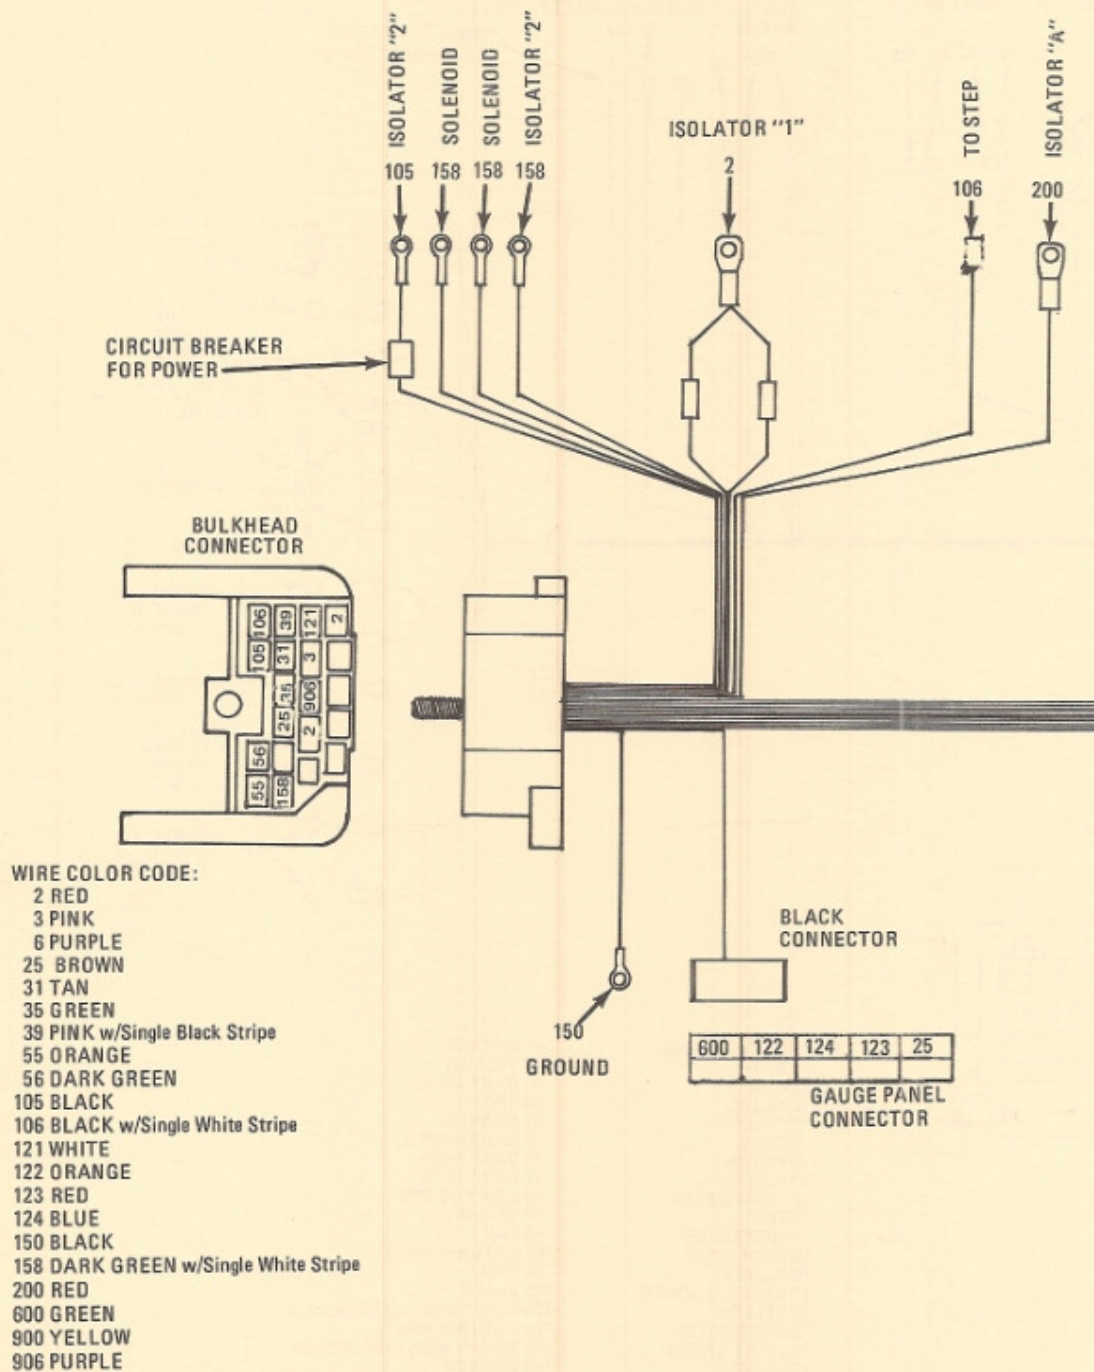 ISOLATOR "2"
SOLENOID
SOLENOID
ISOLATOR "2"
ISOLATOR "1"
TO STEP
ISOLATOR "A"
105
158
158
158
2
106
200
CIRCUIT BREAKER
FOR POWER
BULKHEAD
CONNECTOR
106
39
121
2
105
31
3
35
906
25
2
56
55
158
WIRE COLOR CODE:
2 RED
3 PINK
6 PURPLE
25 BROWN
31 TAN
35 GREEN
39 PINK w/Single Black Stripe
55 ORANGE
56 DARK GREEN
105 BLACK
106 BLACK w/Single White Stripe
121 WHITE
122 ORANGE
123 RED
124 BLUE
150 BLACK
158 DARK GREEN w/Single White Stripe
200 RED
600 GREEN
900 YELLOW
906 PURPLE
BLACK
CONNECTOR
150
GROUND
600 122 124 123 25
GAUGE PANEL
CONNECTOR